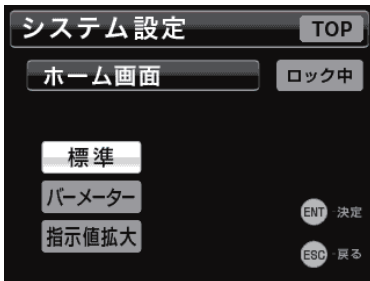 システム設定 TOP
ホーム画面 ロック中
標準
バーメーター
指示値拡大
ENT 決定
ESC 戻る